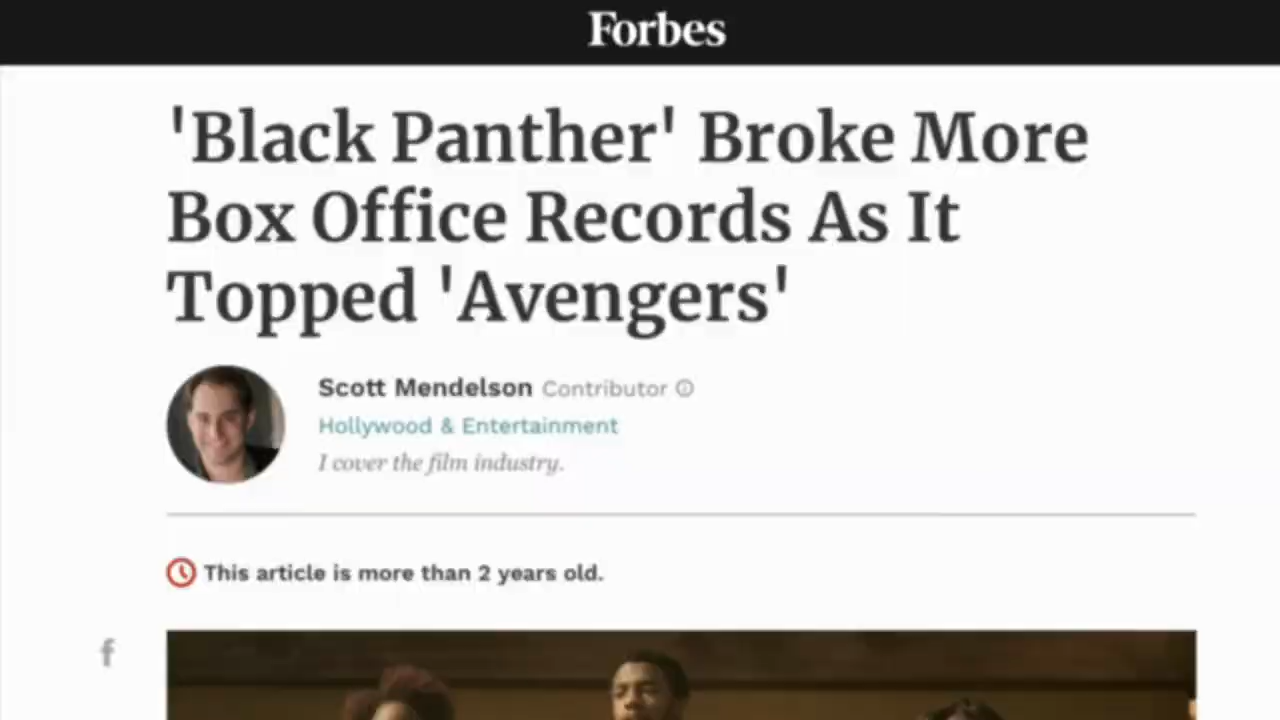 Forbes
'Black Panther' Broke More
Box Office Records As It
Topped 'Avengers'
Scott Mendelson Contributor
Hollywood & Entertainment
I cover the film industry.
This article is more than 2 years old.
f